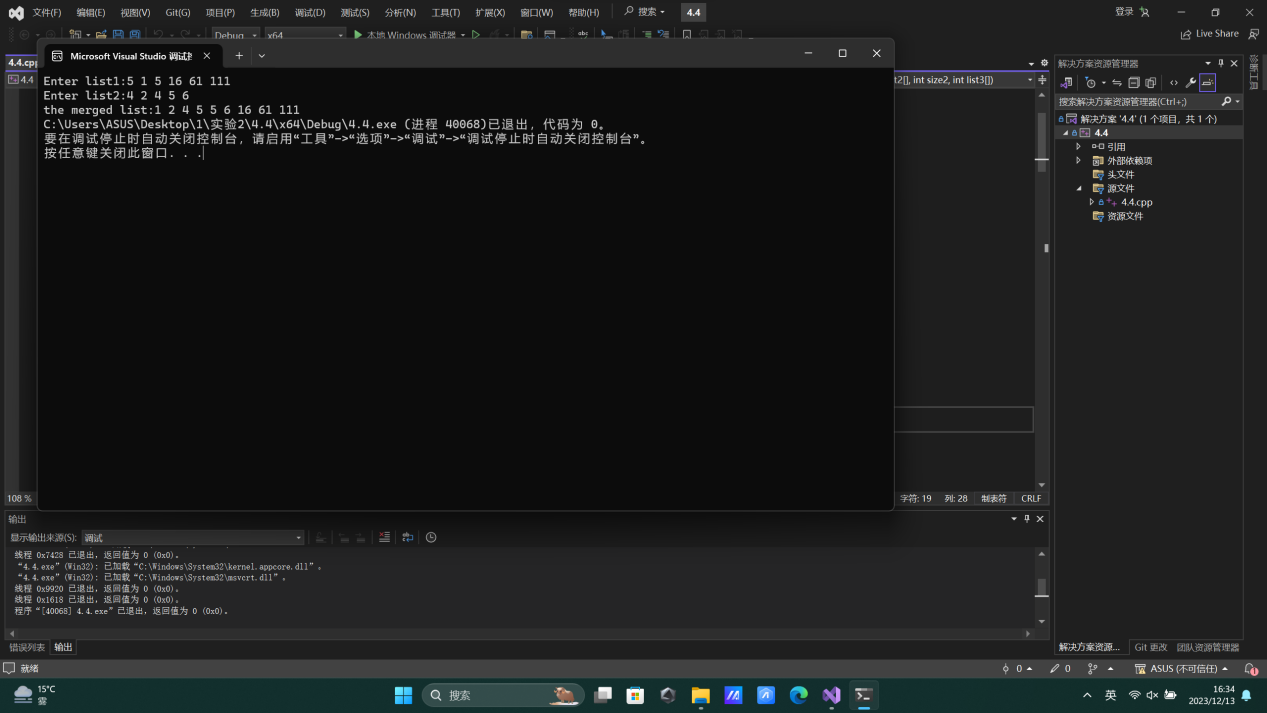 文件(F) 编辑(E) 视图(V) Git(G) 项目(P) 生成(B) 调试(D) 测试(S) 分析(N) 工具(T) 扩展(X) 窗口(W) 帮助(H) 搜索 4.4 登录
Debug x64 本地 Windows 调试器 Live Share
4.4.cpp
Microsoft Visual Studio 调试
4.4
t2[], int size2, int list3[])
Enter list1:5 1 5 16 61 111
Enter list2:4 2 4 5 6
the merged list:1 2 4 5 5 6 16 61 111
C:\Users\ASUS\Desktop\1\实验2\4.4\x64\Debug\4.4.exe (进程 40068)已退出，代码为 0。
要在调试停止时自动关闭控制台，请启用“工具”->“选项”->“调试”->“调试停止时自动关闭控制台”。
按任意键关闭此窗口. . .
解决方案资源管理器
搜索解决方案资源管理器(Ctrl+;)
解决方案 '4.4' (1 个项目，共 1 个)
4.4
引用
外部依赖项
头文件
源文件
4.4.cpp
资源文件
诊断工具
108 % 字符: 19 列: 28 制表符 CRLF
输出
显示输出来源(S): 调试
线程 0x7428 已退出，返回值为 0 (0x0)。
“4.4.exe”(Win32): 已加载“C:\Windows\System32\kernel.appcore.dll”。
“4.4.exe”(Win32): 已加载“C:\Windows\System32\msvcrt.dll”。
线程 0x9920 已退出，返回值为 0 (0x0)。
线程 0x1618 已退出，返回值为 0 (0x0)。
程序“[40068] 4.4.exe”已退出，返回值为 0 (0x0)。
错误列表 输出
解决方案资源... Git 更改 团队资源管理器
就绪 0 0 ASUS (不可信任) 1
15°C
雾
搜索
英
16:34
2023/12/13